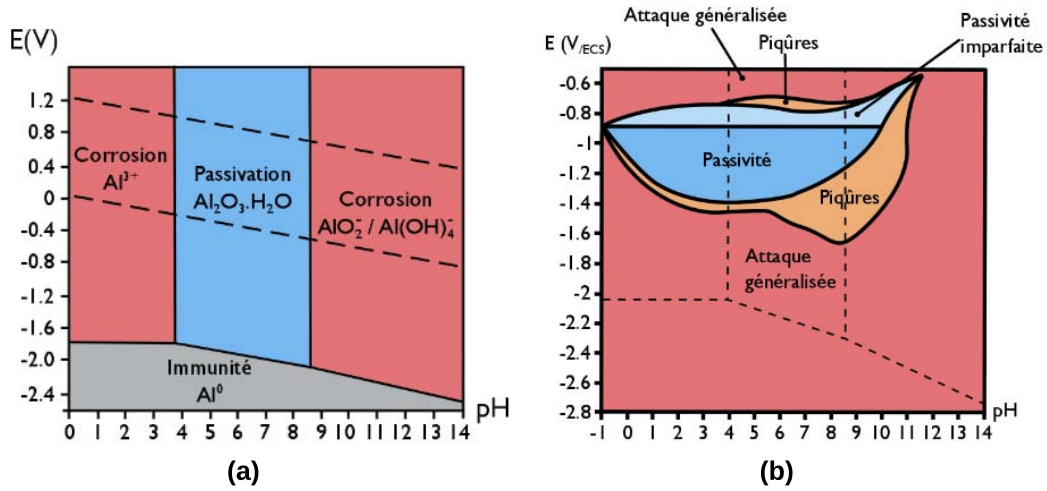 E(V)
1.2
0.8
0.4
0
-0.4
-0.8
-1.2
-1.6
-2.0
-2.4
Corrosion
Al³⁺
Passivation
Al₂O₃.H₂O
Corrosion
AlO₂⁻ / Al(OH)₄⁻
Immunité
Al⁰
0 1 2 3 4 5 6 7 8 9 10 11 12 13 14
pH
(a)
Attaque généralisée
Piqûres
Passivité
imparfaite
E (V/ECS)
-0.6
-0.8
-1
-1.2
-1.4
-1.6
-1.8
-2
-2.2
-2.4
-2.6
-2.8
Passivité
Piqûres
Attaque
généralisée
-1 0 1 2 3 4 5 6 7 8 9 10 11 12 13 14
pH
(b)